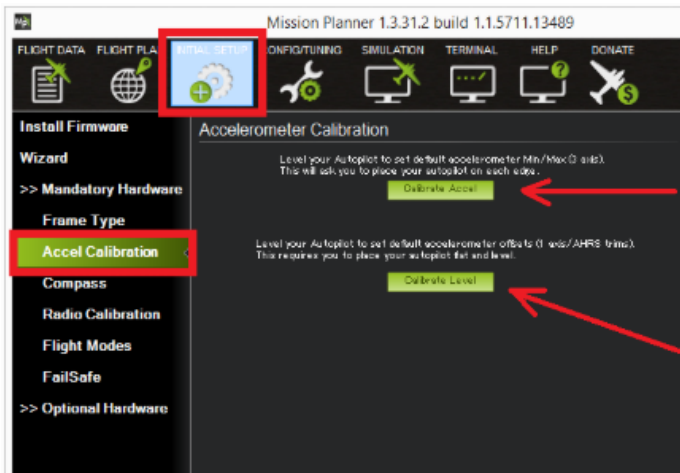 Mission Planner 1.3.31.2 build 1.1.5711.13489
FLIGHT DATA FLIGHT PLA INITIAL SETUP CONFIG/TUNING SIMULATION TERMINAL HELP DONATE
Install Firmware
Wizard
>> Mandatory Hardware
Frame Type
Accel Calibration
Compass
Radio Calibration
Flight Modes
FailSafe
>> Optional Hardware
Accelerometer Calibration
Level your Autopilot to set default accelerometer Min/Max (3 axis).
This will ask you to place your autopilot on each edge.
Calibrate Accel
Level your Autopilot to set default accelerometer offsets (1 axis/AHRS trims).
This requires you to place your autopilot flat and level.
Calibrate Level